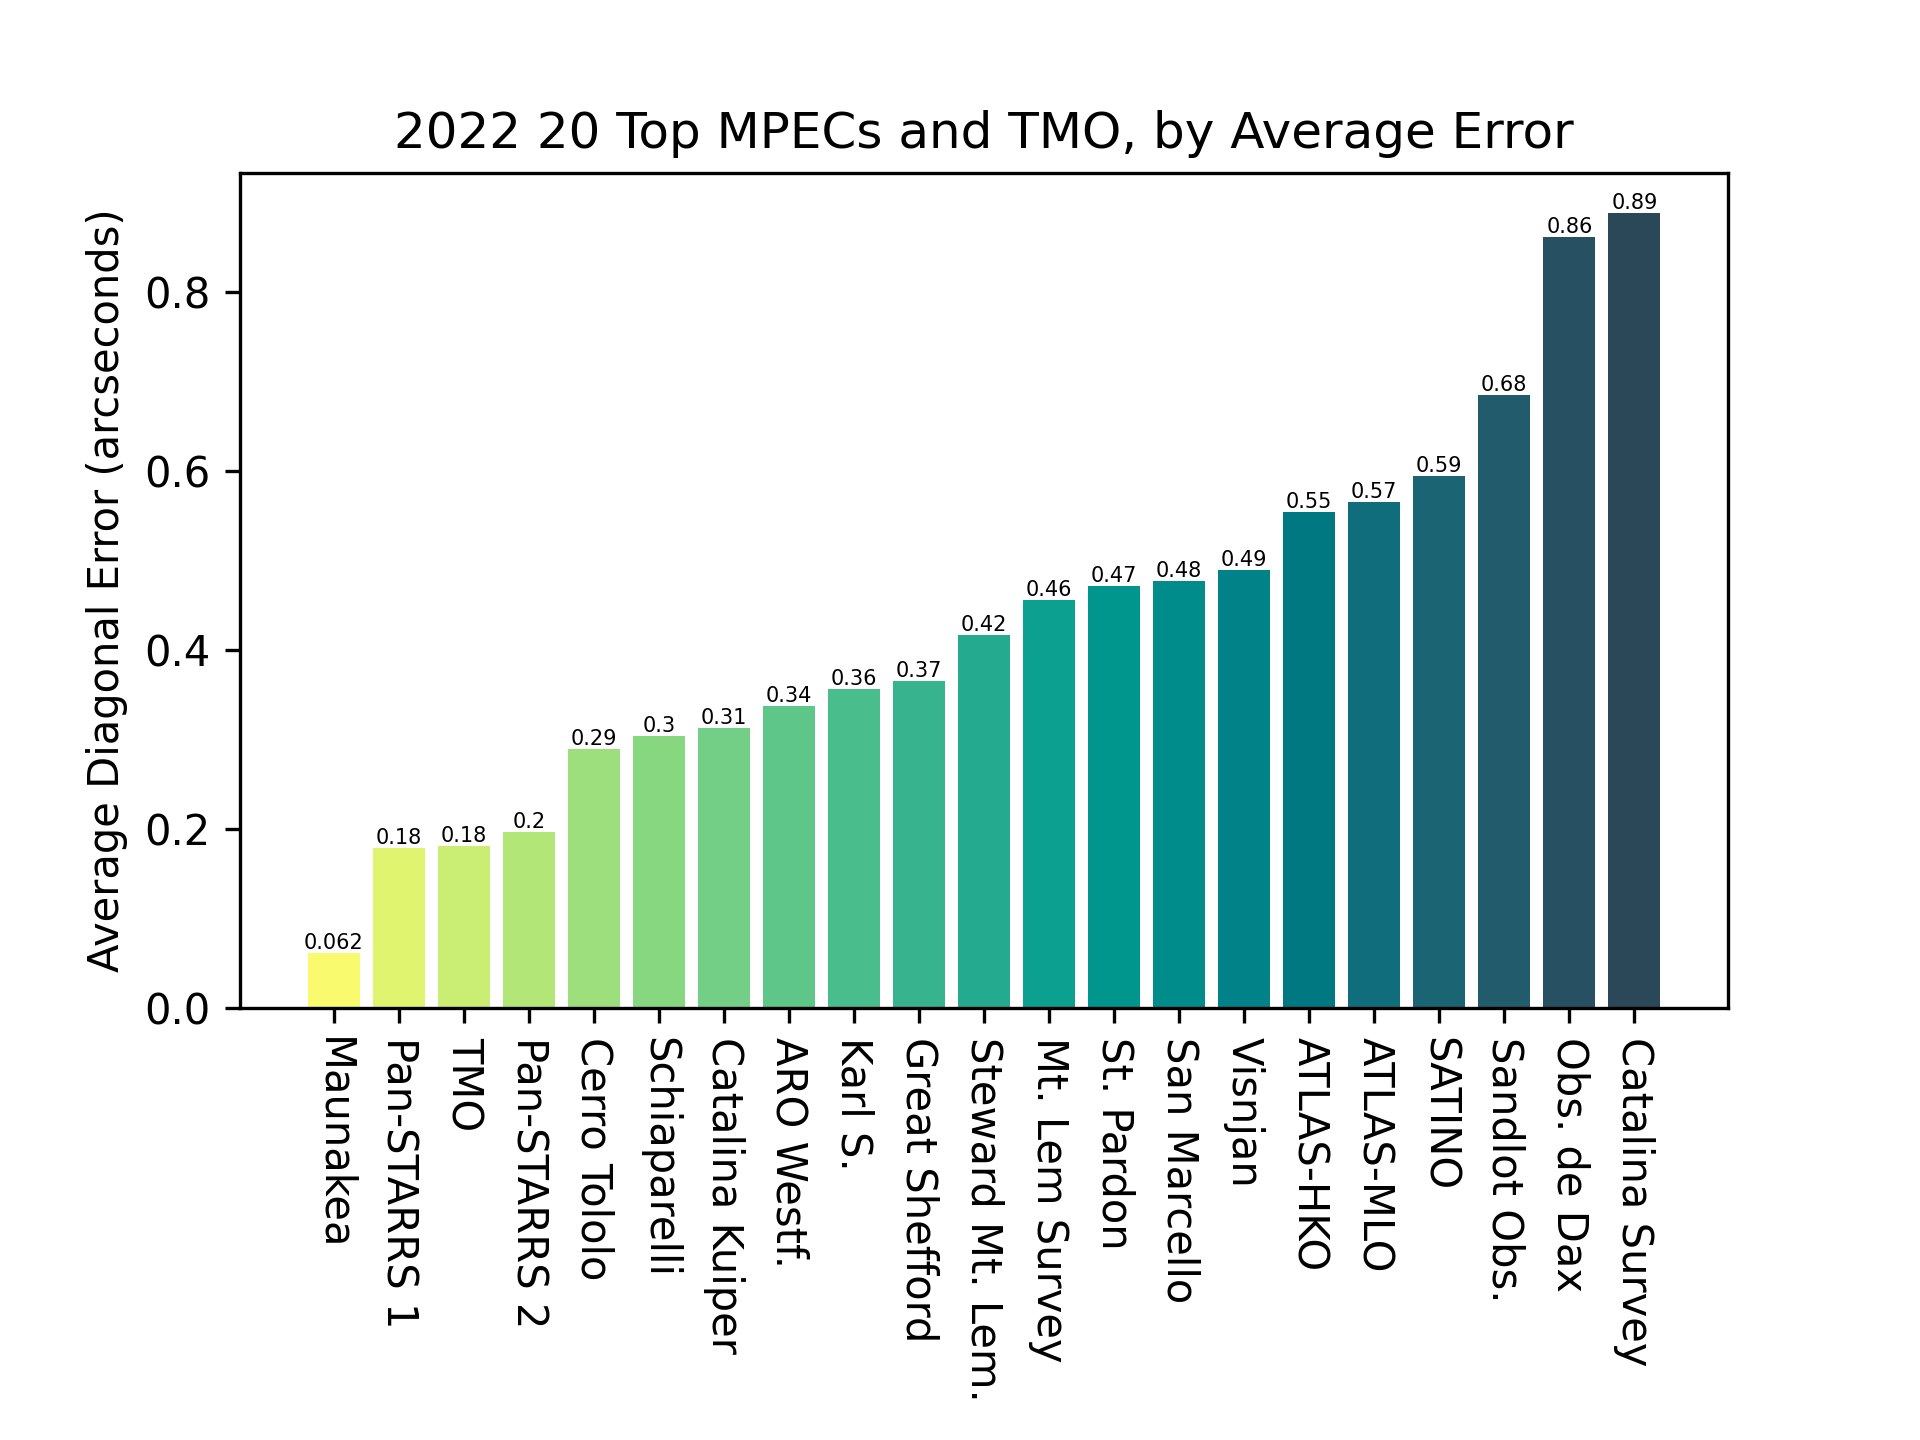 2022 20 Top MPECs and TMO, by Average Error
Average Diagonal Error (arcseconds)
0.8
0.6
0.4
0.2
0.0
0.062
0.18
0.18
0.2
0.29
0.3
0.31
0.34
0.36
0.37
0.42
0.46
0.47
0.48
0.49
0.55
0.57
0.59
0.68
0.86
0.89
Maunakea
Pan-STARRS 1
TMO
Pan-STARRS 2
Cerro Tololo
Schiaparelli
Catalina Kuiper
ARO Westf.
Karl S.
Great Shefford
Steward Mt. Lem.
Mt. Lem Survey
St. Pardon
San Marcello
Visnjan
ATLAS-HKO
ATLAS-MLO
SATINO
Sandlot Obs.
Obs. de Dax
Catalina Survey